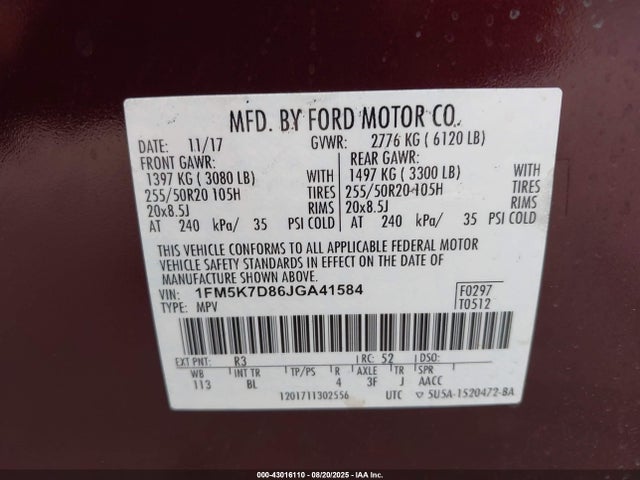 MFD. BY FORD MOTOR CO.
DATE: 11/17 GVWR: 2776 KG ( 6120 LB)
FRONT GAWR: REAR GAWR:
1397 KG ( 3080 LB) WITH 1497 KG ( 3300 LB) WITH
255/50R20 105H TIRES 255/50R20 105H TIRES
20x8.5J RIMS 20x8.5J RIMS
AT 240 kPa/ 35 PSI COLD AT 240 kPa/ 35 PSI COLD
THIS VEHICLE CONFORMS TO ALL APPLICABLE FEDERAL MOTOR
VEHICLE SAFETY STANDARDS IN EFFECT ON THE DATE OF
MANUFACTURE SHOWN ABOVE.
VIN: 1FM5K7D86JGA41584 F0297
TYPE: MPV T0512
EXT PNT: R3 RC: 52 DSO:
WB INT TR TP/PS R AXLE TR SPR
113 BL 4 3F J AACC
1201711302556 UTC 5U5A-1520472-BA
000-43016110 - 08/20/2025 - IAA Inc.